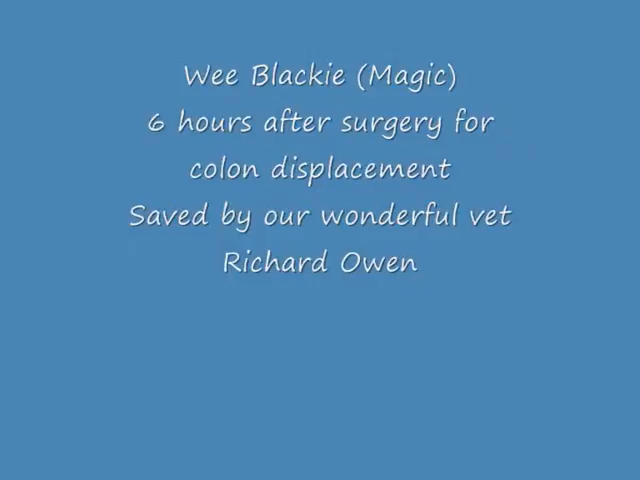 Wee Blackie (Magic)
6 hours after surgery for
colon displacement
Saved by our wonderful vet
Richard Owen